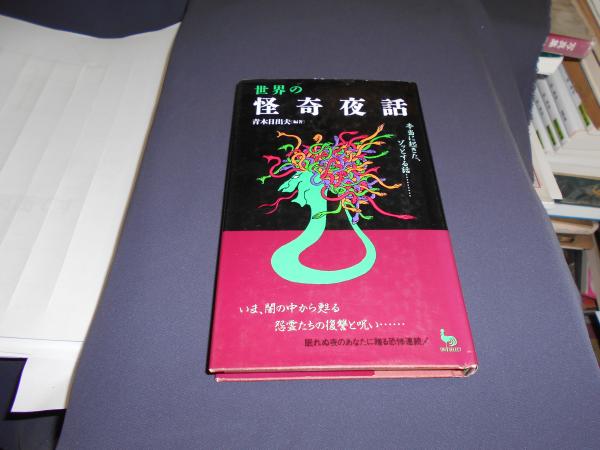 世界の
怪奇夜話
青木日出夫(編著)
本当に起きた、
ゾッとする話………
いま、闇の中から甦る
怨霊たちの復讐と呪い……
眠れぬ夜のあなたに贈る恐怖連続!